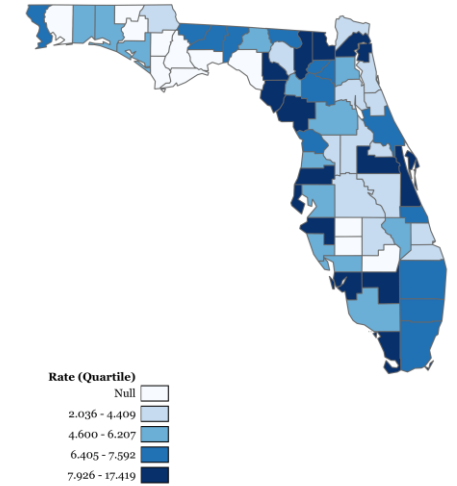 Rate (Quartile)
Null
2.036 - 4.409
4.600 - 6.207
6.405 - 7.592
7.926 - 17.419